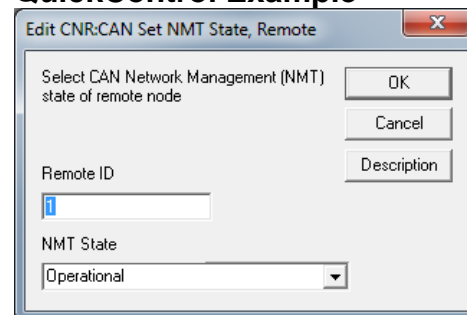 QuickControl Example
Edit CNR:CAN Set NMT State, Remote
Select CAN Network Management (NMT)
state of remote node
OK
Cancel
Description
Remote ID
1
NMT State
Operational